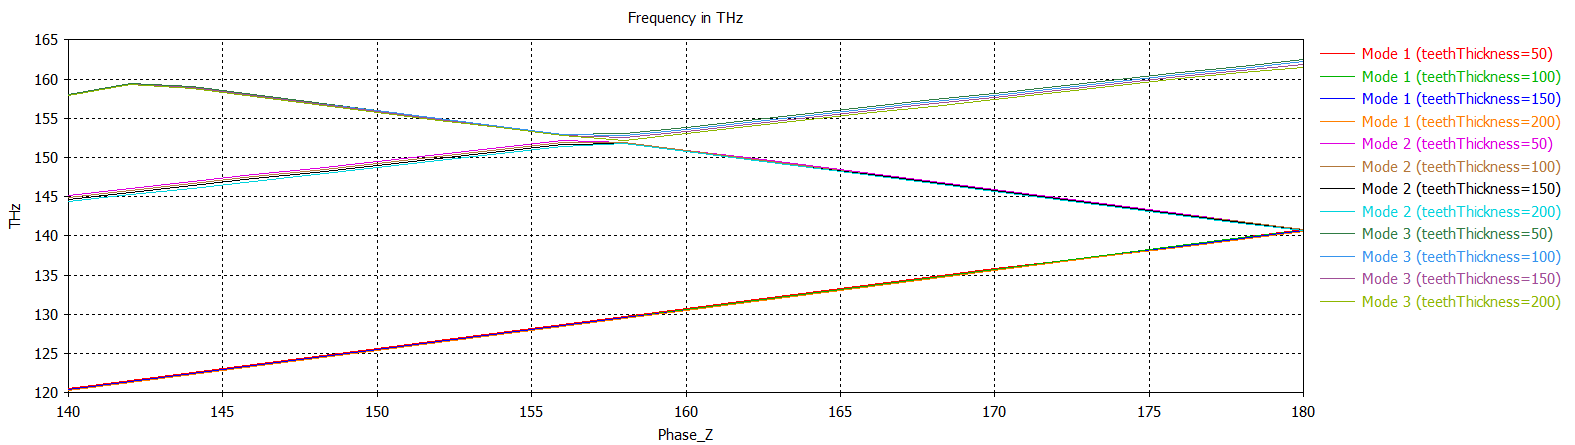 Frequency in THz
165
160
155
150
145
140
135
130
125
120
THz
140 145 150 155 160 165 170 175 180
Phase_Z
Mode 1 (teethThickness=50)
Mode 1 (teethThickness=100)
Mode 1 (teethThickness=150)
Mode 1 (teethThickness=200)
Mode 2 (teethThickness=50)
Mode 2 (teethThickness=100)
Mode 2 (teethThickness=150)
Mode 2 (teethThickness=200)
Mode 3 (teethThickness=50)
Mode 3 (teethThickness=100)
Mode 3 (teethThickness=150)
Mode 3 (teethThickness=200)